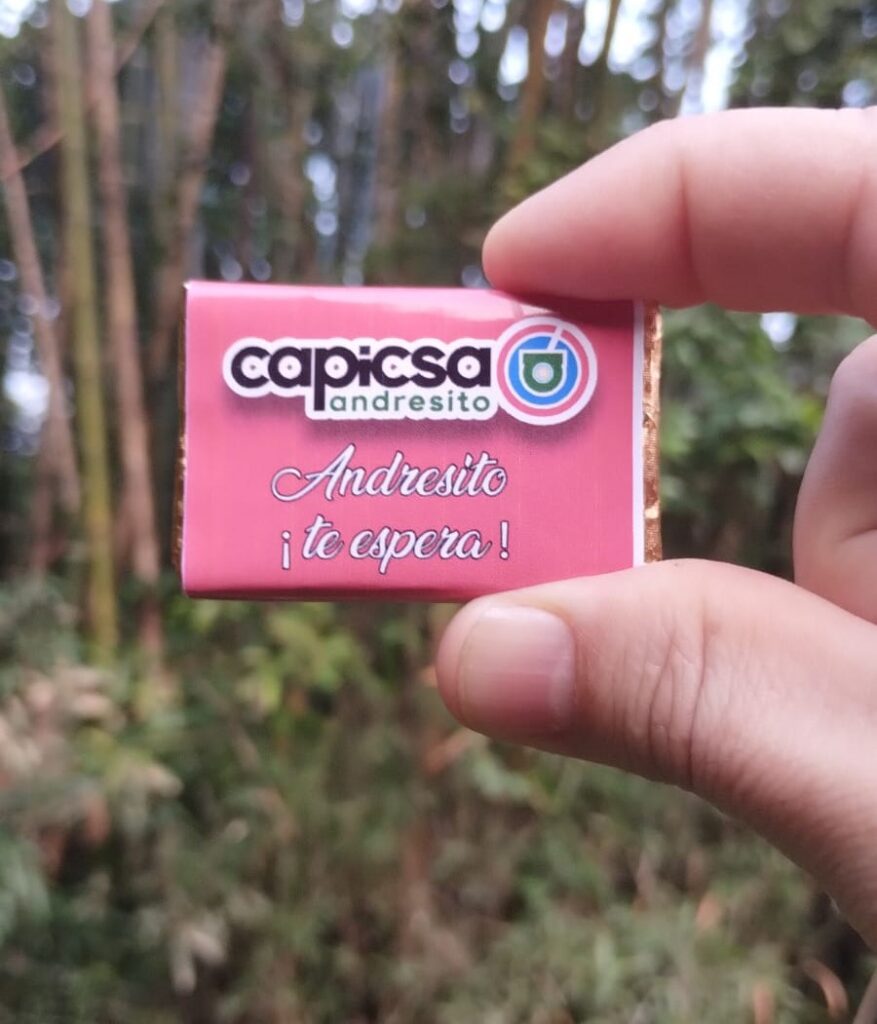 capicsa
andresito
Andresito
¡te espera!